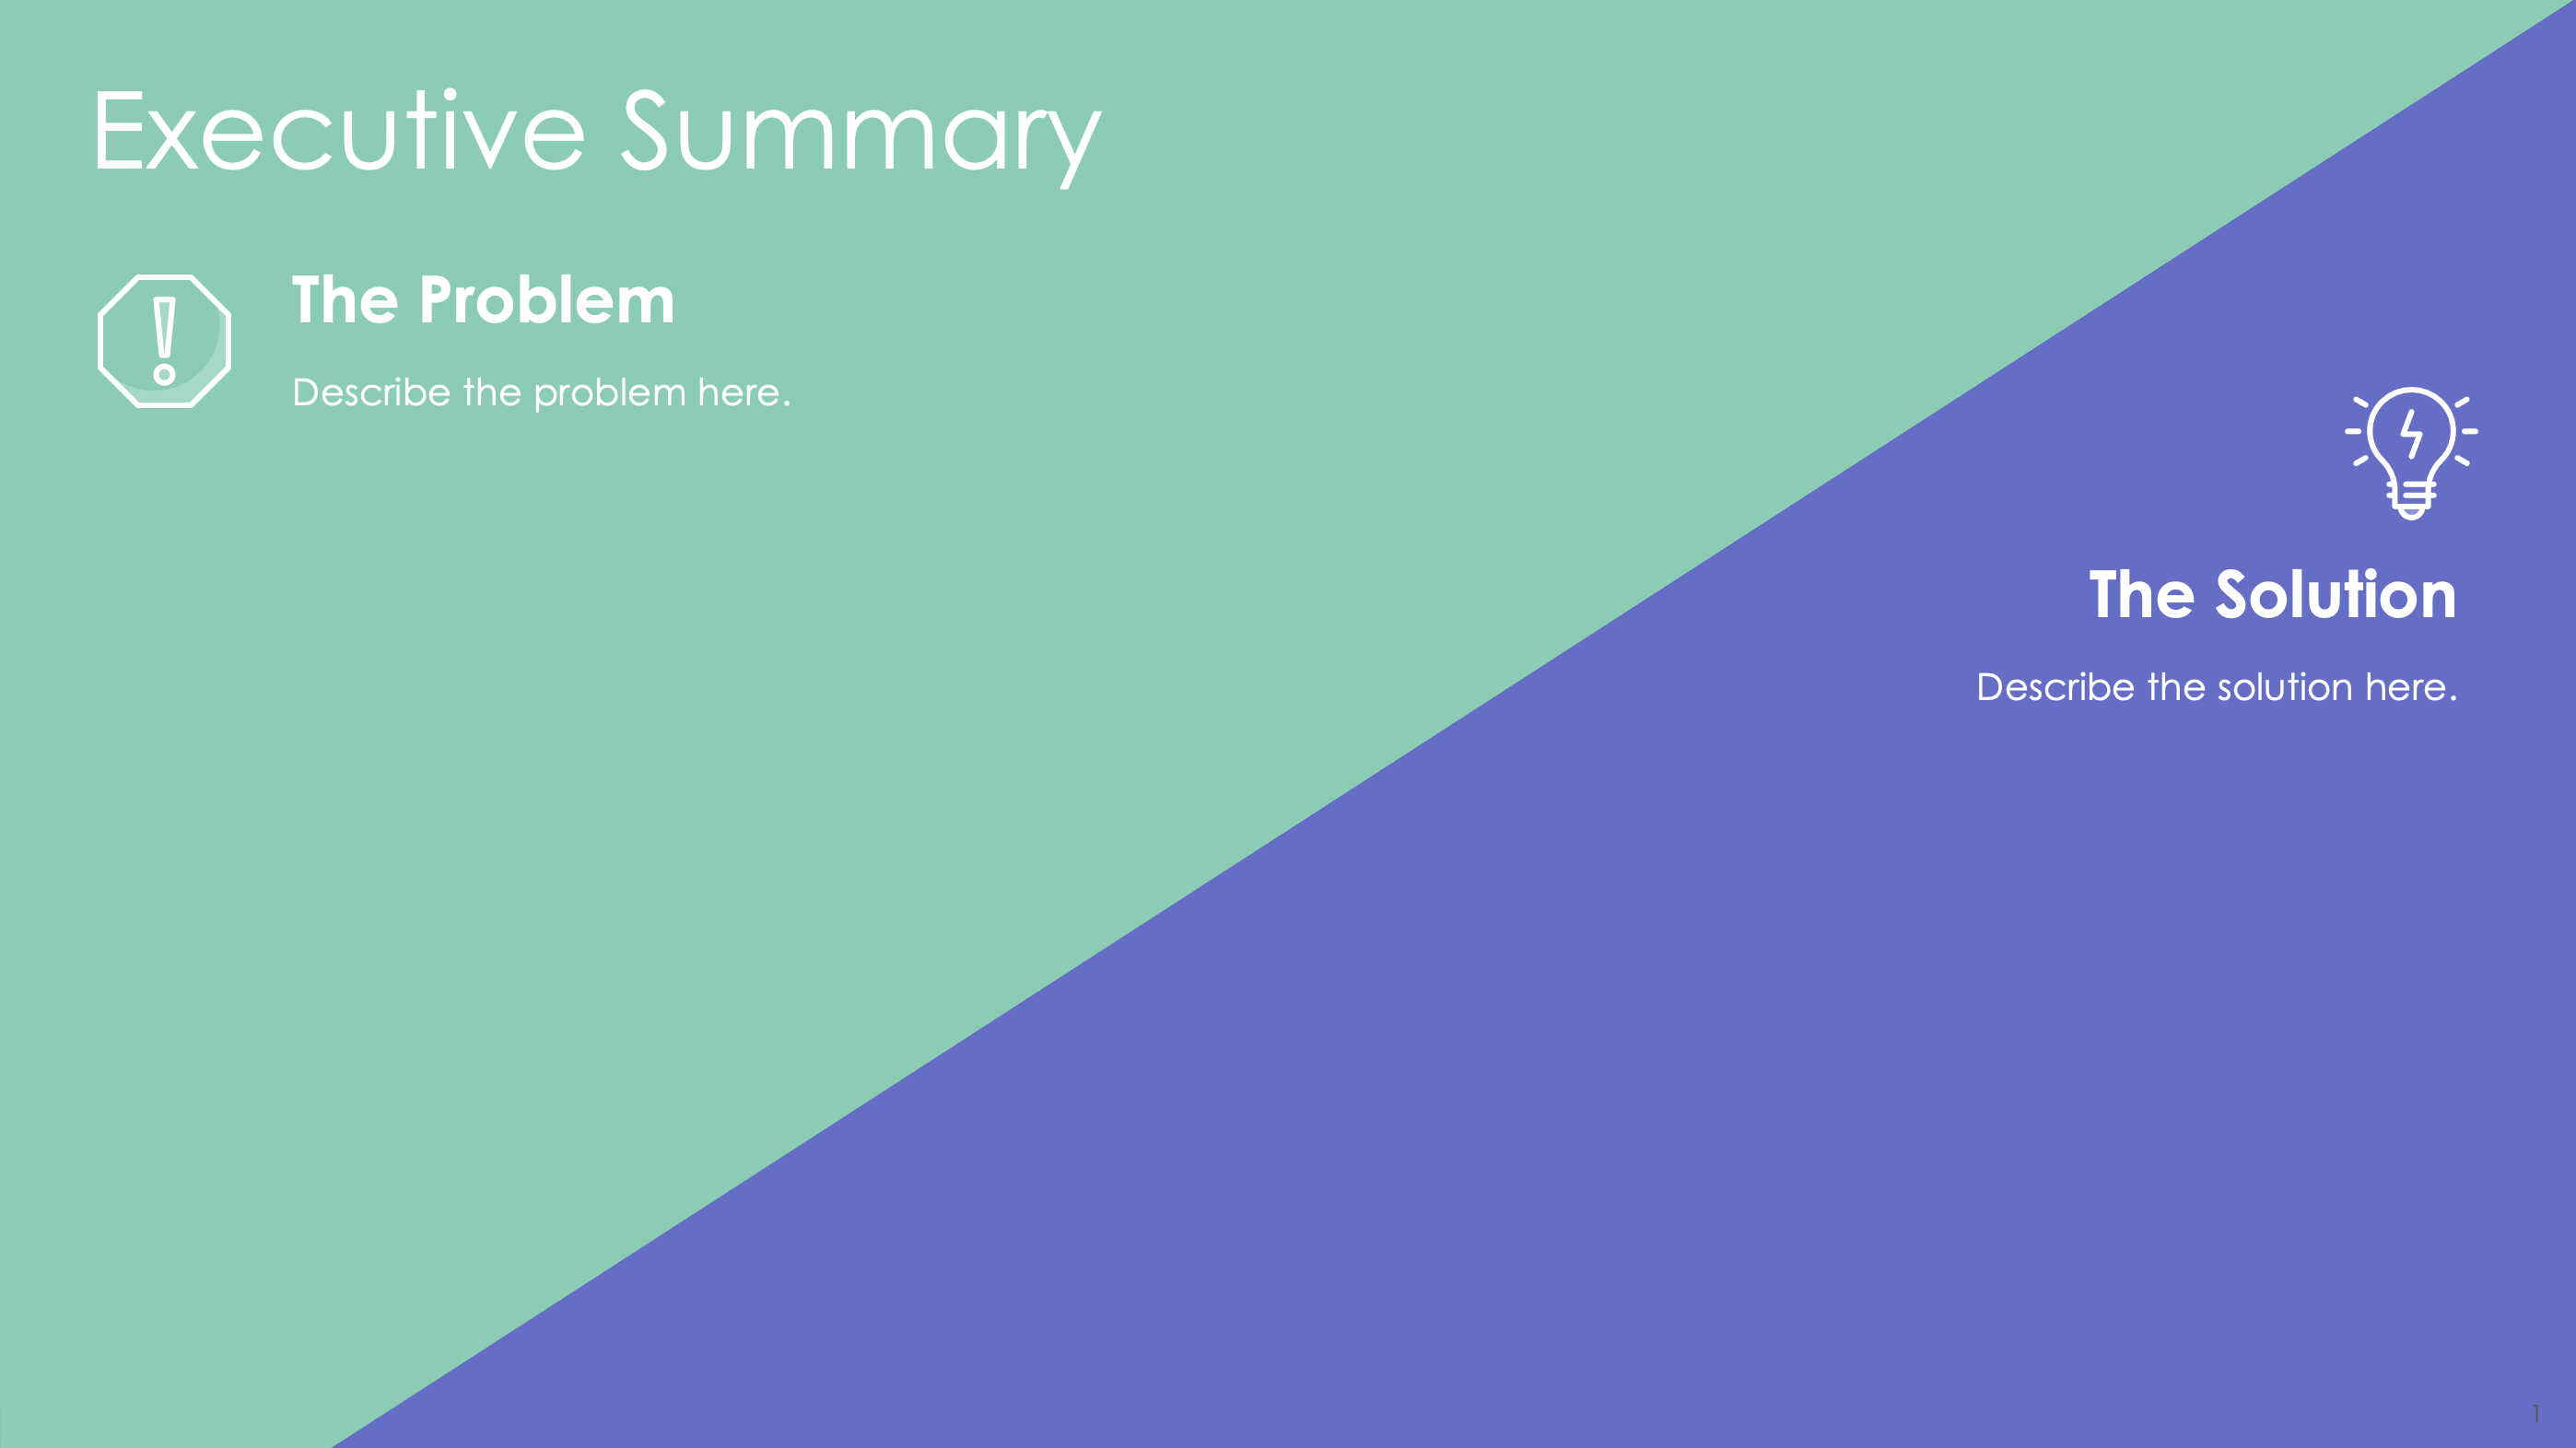 Executive Summary
The Problem
Describe the problem here.
The Solution
Describe the solution here.
1